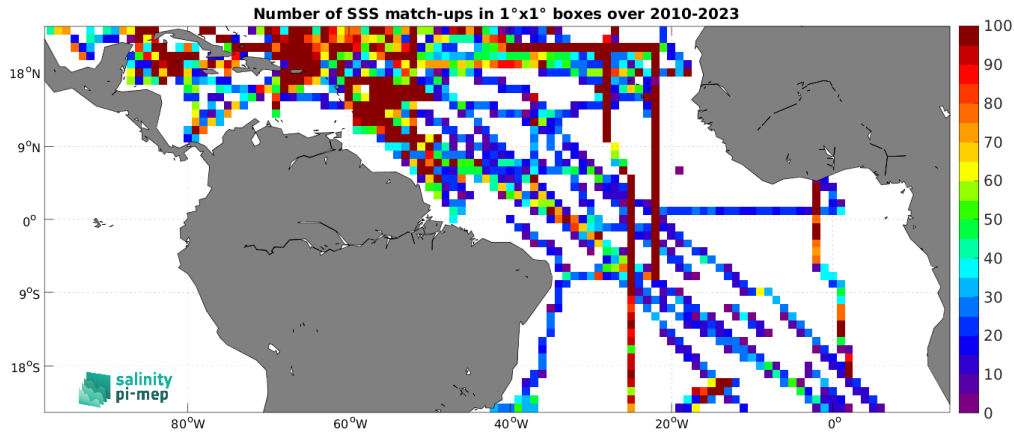 Number of SSS match-ups in 1°x1° boxes over 2010-2023
100
90
80
70
60
50
40
30
20
10
0
18°N
9°N
0°
9°S
18°S
80°W
60°W
40°W
20°W
0°
salinity
pi-mep